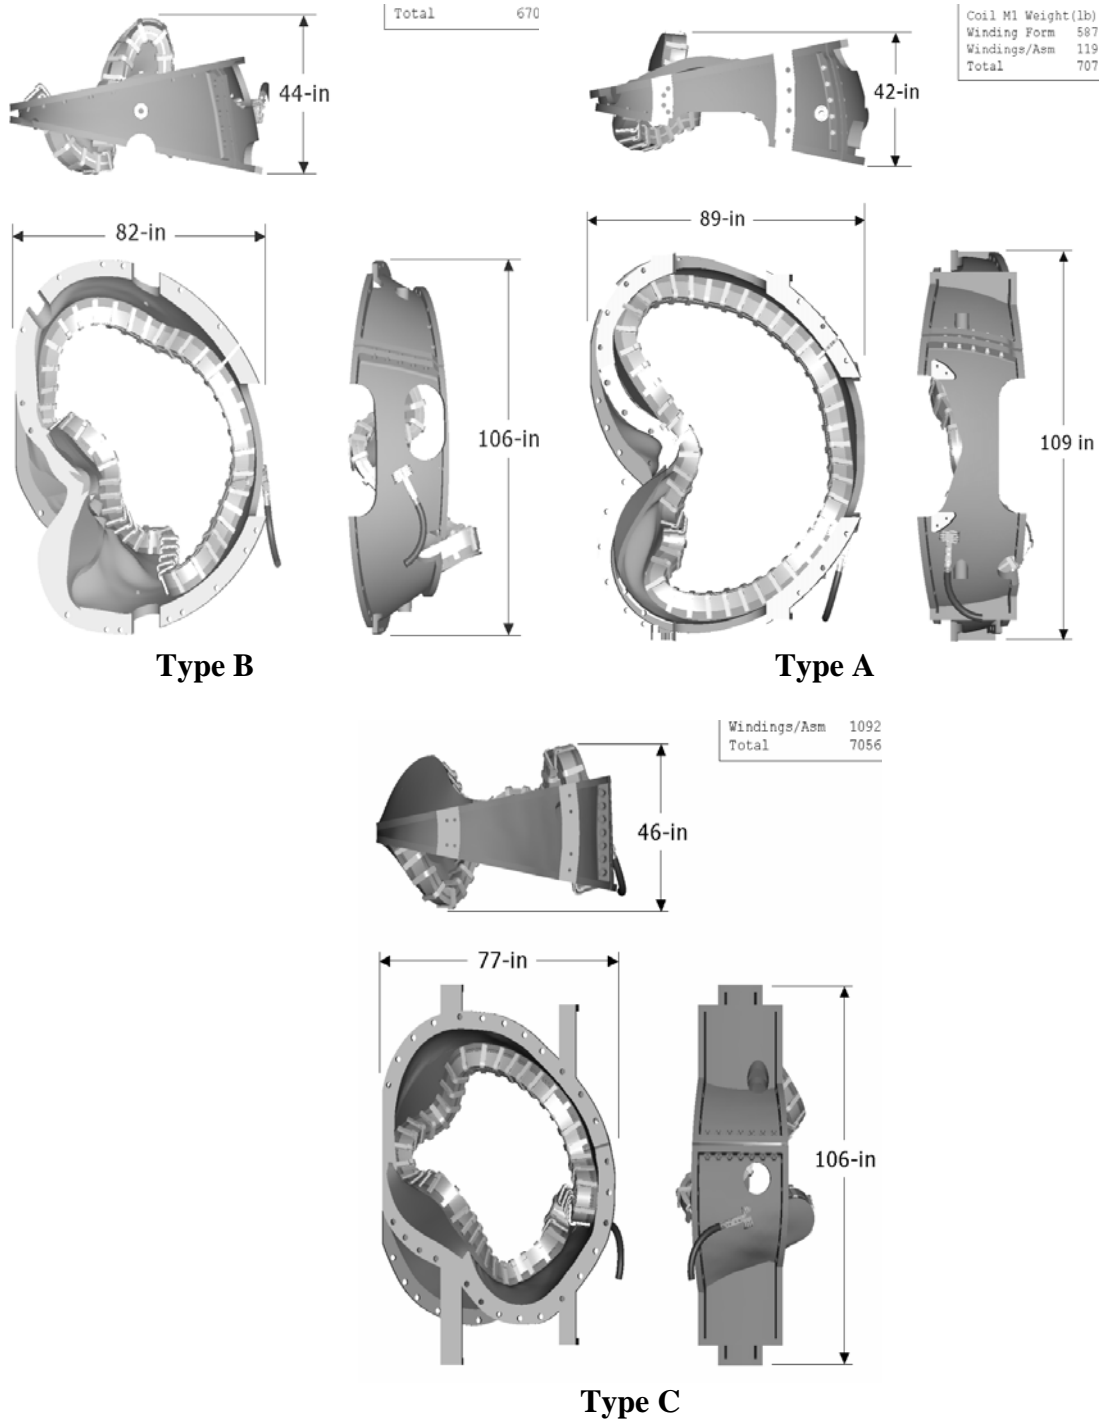 Total 670
44-in
82-in
106-in
Type B
Coil M1 Weight(lb)
Winding Form 587
Windings/Asm 119
Total 707
42-in
89-in
109 in
Type A
Windings/Asm 1092
Total 7056
46-in
77-in
106-in
Type C